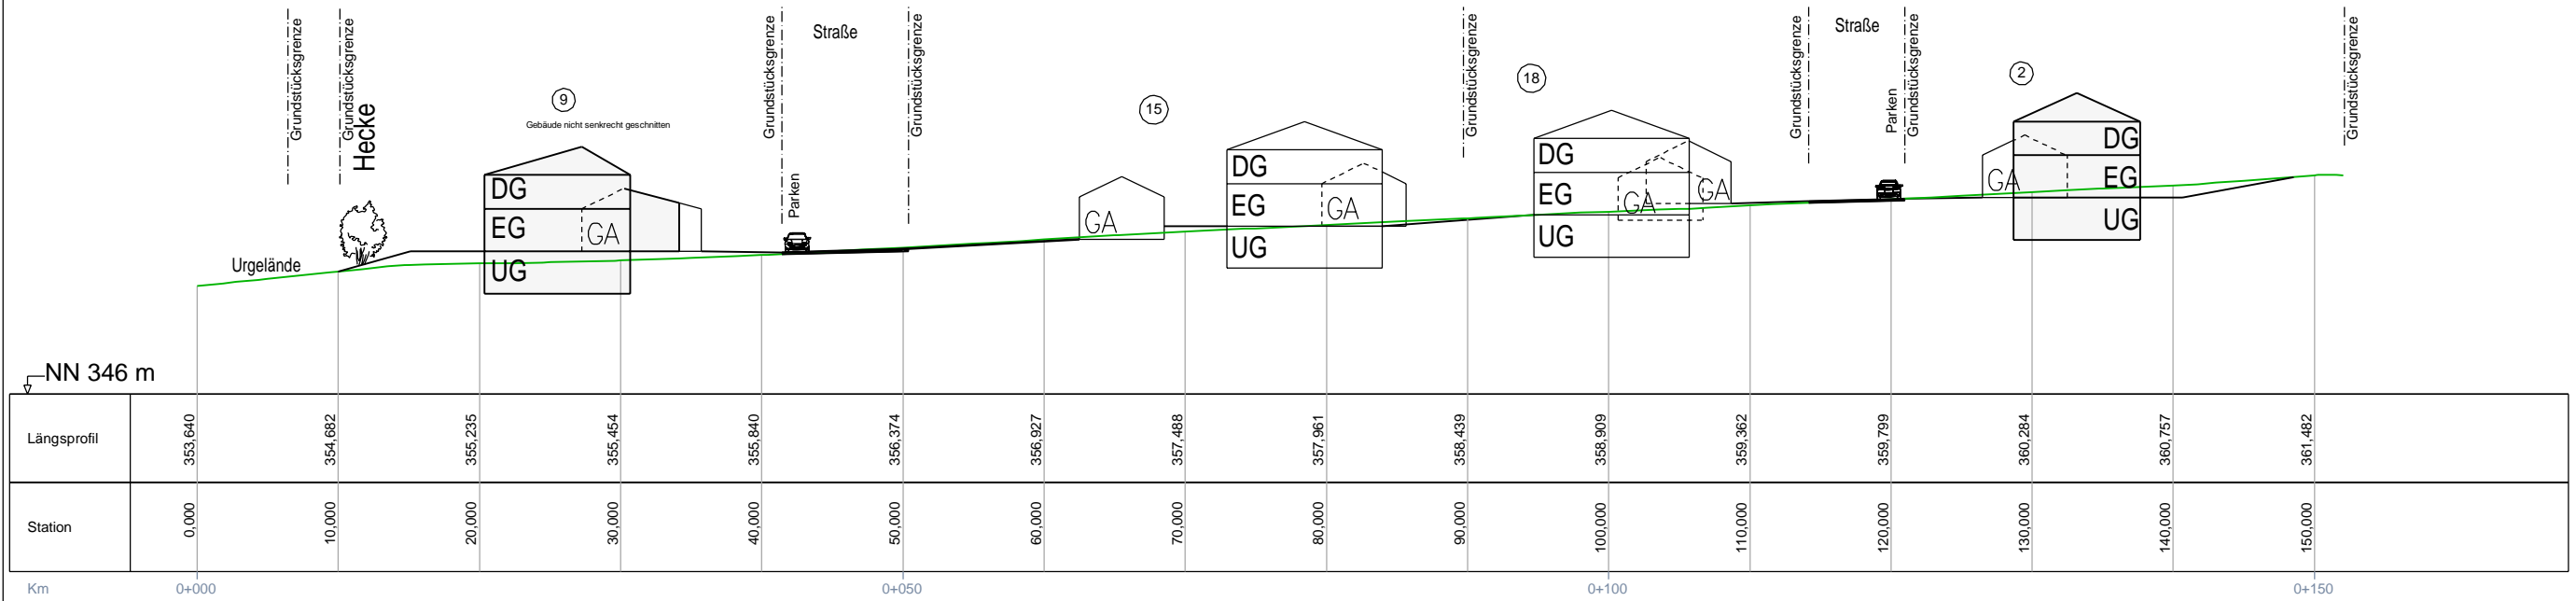 Grundstücksgrenze
Grundstücksgrenze
Hecke
9
Gebäude nicht senkrecht geschnitten
Grundstücksgrenze
Straße
Grundstücksgrenze
Parken
15
Grundstücksgrenze
18
Grundstücksgrenze
Straße
Parken
Grundstücksgrenze
2
Grundstücksgrenze
Urgelände
DG
EG
GA
UG
GA
DG
EG
GA
UG
DG
EG
GA
GA
UG
GA
DG
EG
UG
NN 346 m
Längsprofil 353,640 354,682 355,235 355,454 355,840 356,374 356,927 357,488 357,961 358,439 358,909 359,362 359,799 360,284 360,757 361,482
Station 0,000 10,000 20,000 30,000 40,000 50,000 60,000 70,000 80,000 90,000 100,000 110,000 120,000 130,000 140,000 150,000
Km 0+000 0+050 0+100 0+150